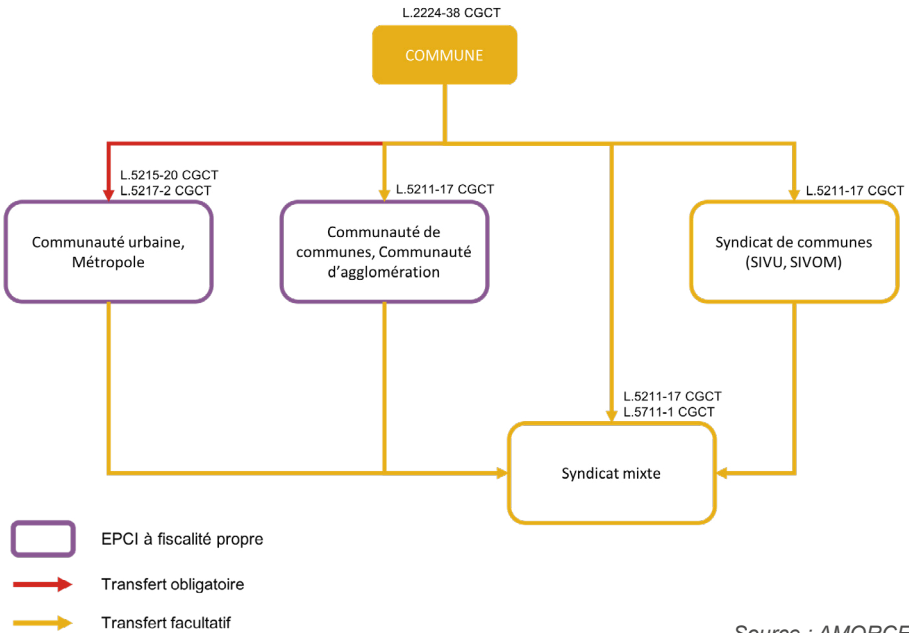 L.2224-38 CGCT
COMMUNE
L.5215-20 CGCT
L.5217-2 CGCT
L.5211-17 CGCT
L.5211-17 CGCT
Communauté urbaine,
Métropole
Communauté de
communes, Communauté
d'agglomération
Syndicat de communes
(SIVU, SIVOM)
L.5211-17 CGCT
L.5711-1 CGCT
Syndicat mixte
EPCI à fiscalité propre
Transfert obligatoire
Transfert facultatif
Source : AMORCE